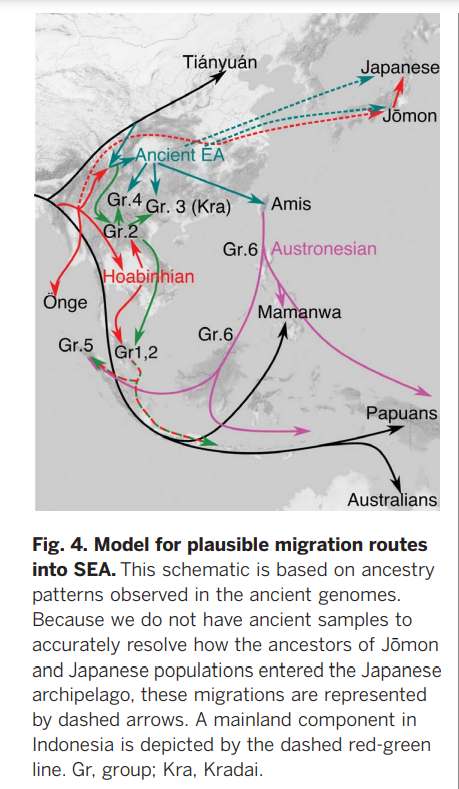 Tiányuán
Japanese
Jōmon
Ancient EA
Gr.4
Gr. 3 (Kra)
Amis
Gr.2
Gr.6
Austronesian
Hoabinhian
Önge
Mamanwa
Gr.6
Gr.5
Gr1,2
Papuans
Australians
Fig. 4. Model for plausible migration routes
into SEA. This schematic is based on ancestry
patterns observed in the ancient genomes.
Because we do not have ancient samples to
accurately resolve how the ancestors of Jōmon
and Japanese populations entered the Japanese
archipelago, these migrations are represented
by dashed arrows. A mainland component in
Indonesia is depicted by the dashed red-green
line. Gr, group; Kra, Kradai.